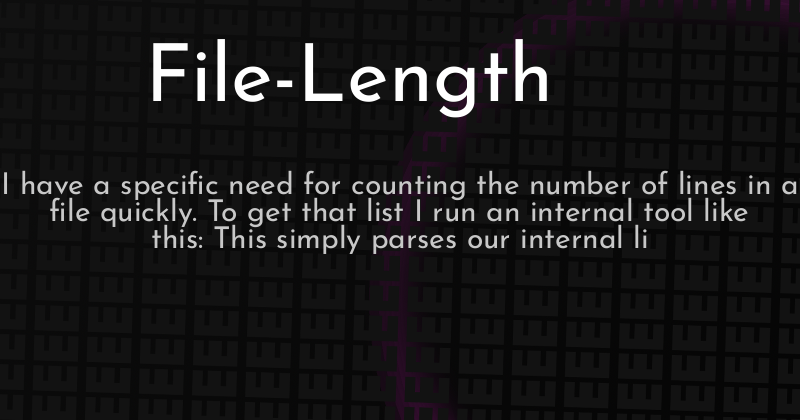 File-Length
I have a specific need for counting the number of lines in a
file quickly. To get that list I run an internal tool like
this: This simply parses our internal li